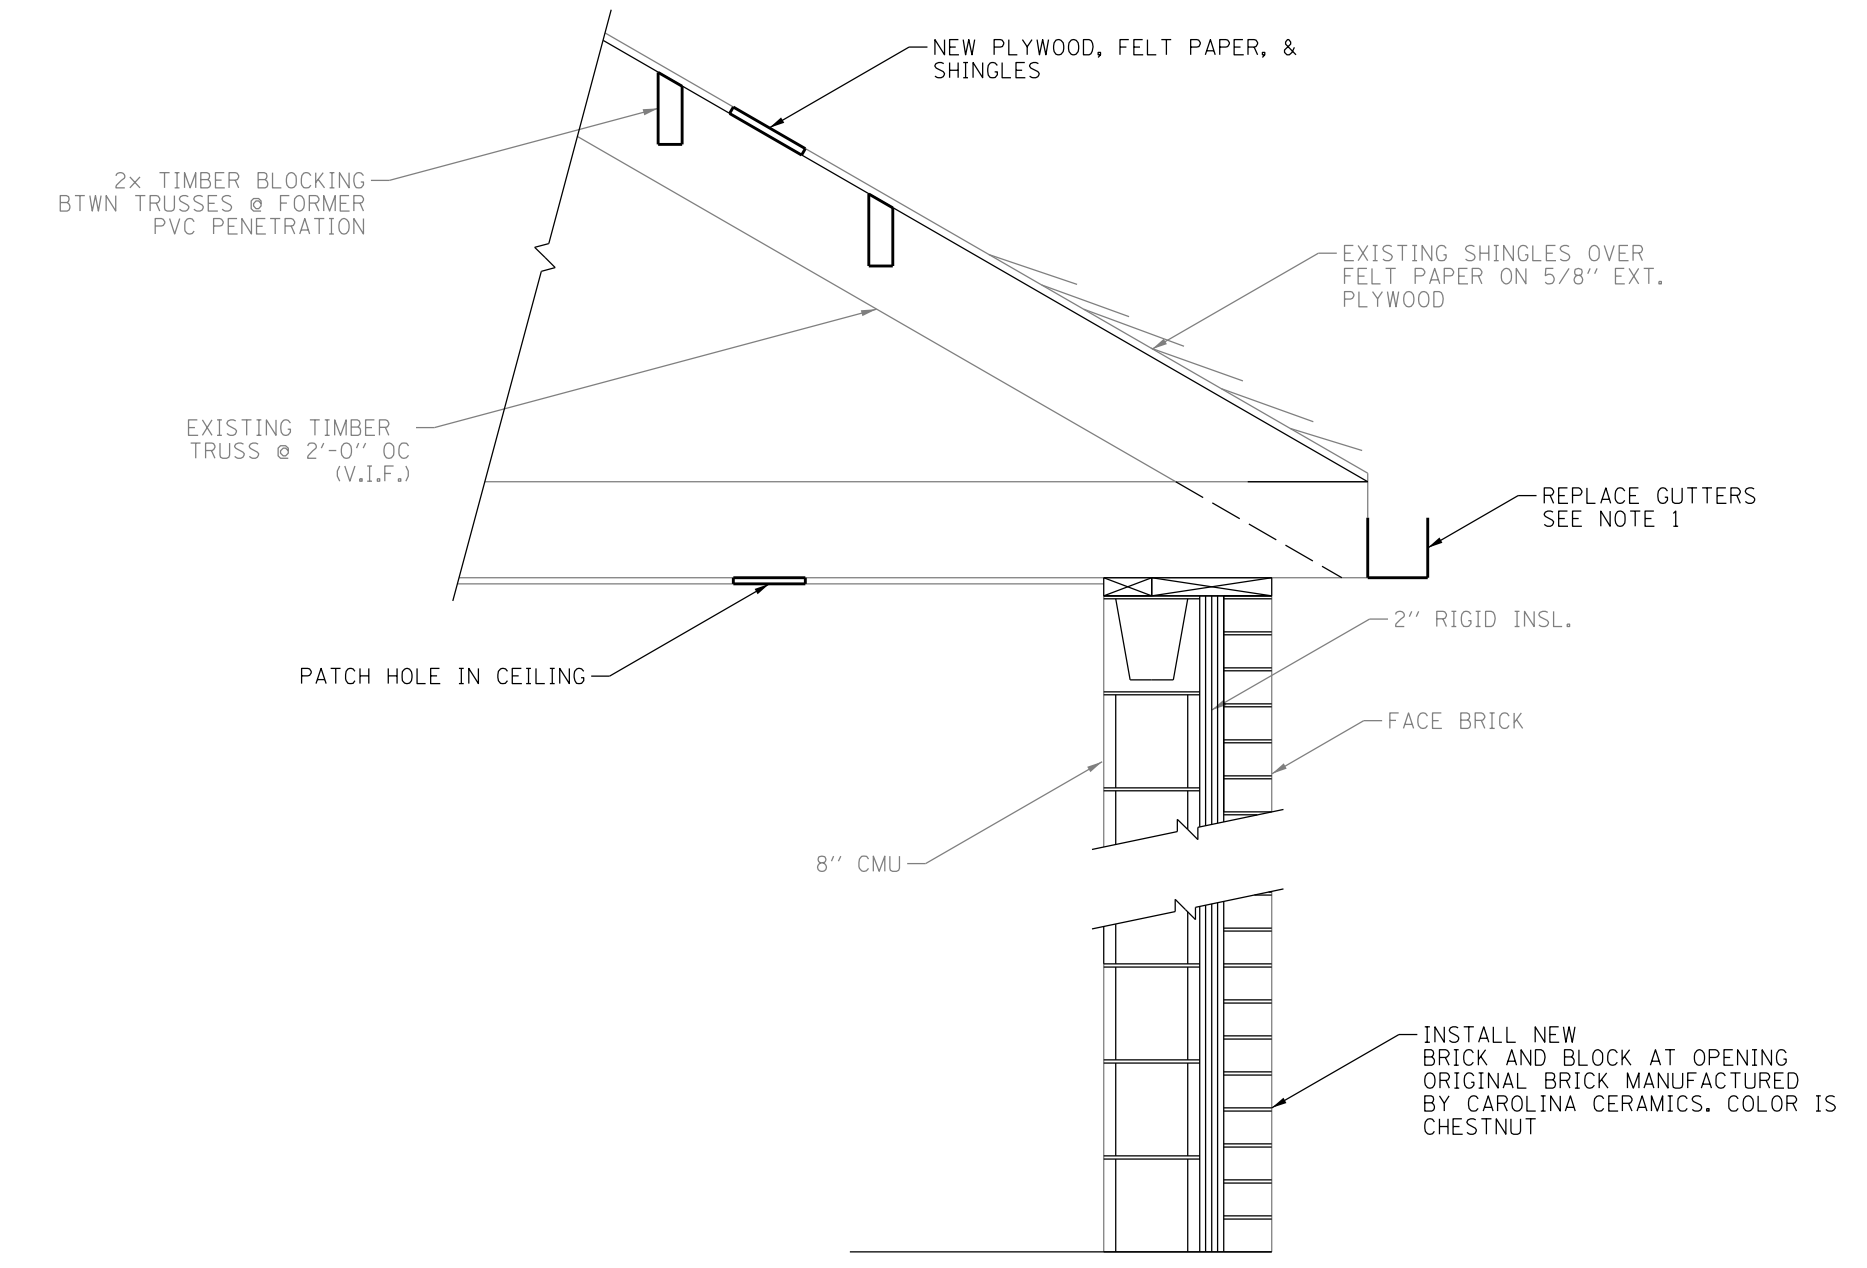 NEW PLYWOOD, FELT PAPER, &
SHINGLES
2x TIMBER BLOCKING
BTWN TRUSSES @ FORMER
PVC PENETRATION
EXISTING SHINGLES OVER
FELT PAPER ON 5/8" EXT.
PLYWOOD
EXISTING TIMBER
TRUSS @ 2'-0" OC
(V.I.F.)
REPLACE GUTTERS
SEE NOTE 1
2" RIGID INSL.
PATCH HOLE IN CEILING
FACE BRICK
8" CMU
INSTALL NEW
BRICK AND BLOCK AT OPENING
ORIGINAL BRICK MANUFACTURED
BY CAROLINA CERAMICS. COLOR IS
CHESTNUT